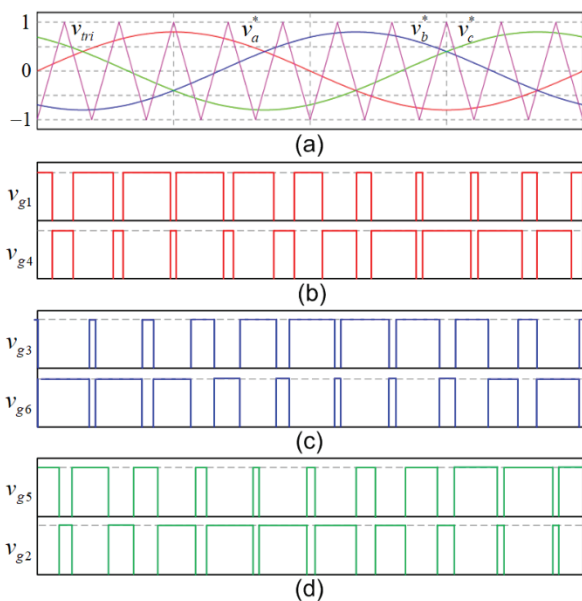 1
v_tri v_a^* v_b^* v_c^*
0
−1
(a)
v_g1
v_g4
(b)
v_g3
v_g6
(c)
v_g5
v_g2
(d)